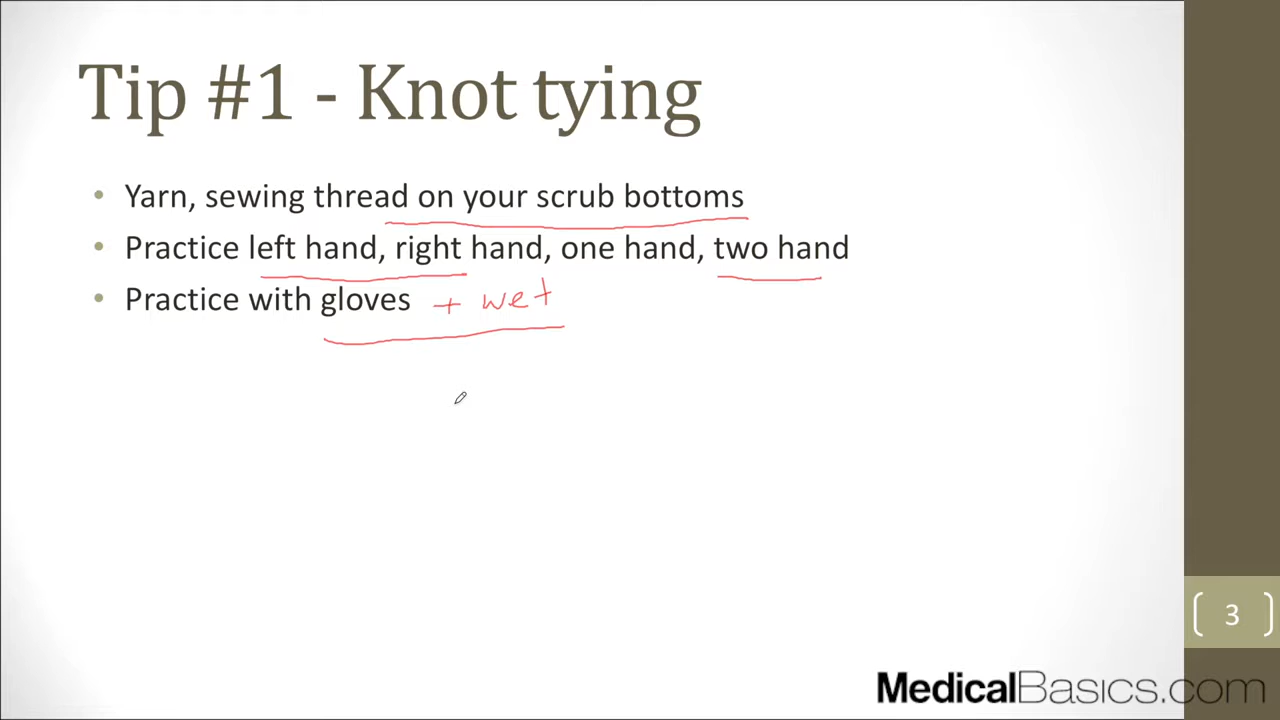 Tip #1 - Knot tying
• Yarn, sewing thread on your scrub bottoms
• Practice left hand, right hand, one hand, two hand
• Practice with gloves + wet
3
MedicalBasics.com